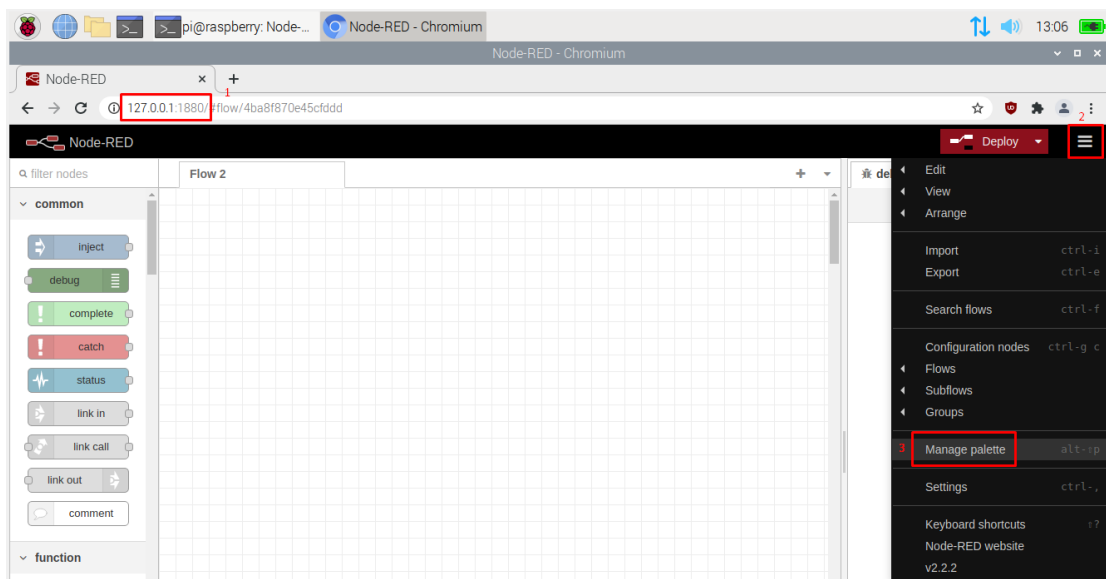 pi@raspberry: Node-... Node-RED - Chromium 13:06
Node-RED - Chromium
Node-RED
1
127.0.0.1:1880/#flow/4ba8f870e45cfddd
2
Node-RED Deploy
filter nodes Flow 2 del
common
inject
debug
complete
catch
status
link in
link call
link out
comment
function
Edit
View
Arrange
Import ctrl-i
Export ctrl-e
Search flows ctrl-f
Configuration nodes ctrl-g c
Flows
Subflows
Groups
3 Manage palette alt-⇧p
Settings ctrl-,
Keyboard shortcuts ⇧?
Node-RED website
v2.2.2